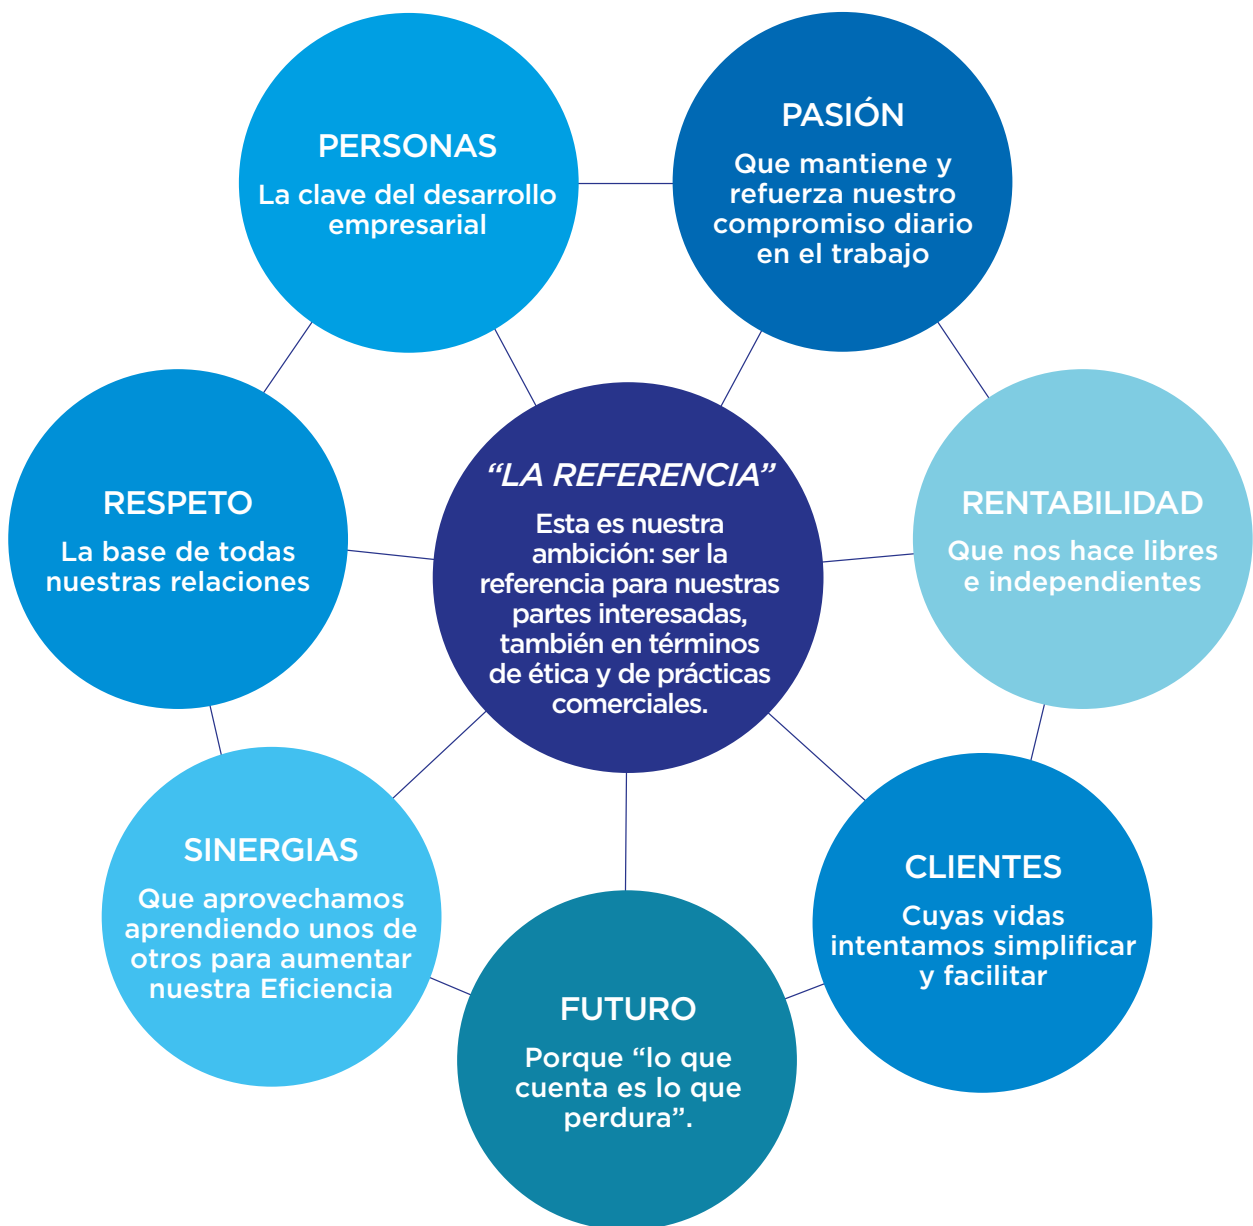 PERSONAS
La clave del desarrollo
empresarial
PASIÓN
Que mantiene y
refuerza nuestro
compromiso diario
en el trabajo
RESPETO
La base de todas
nuestras relaciones
“LA REFERENCIA”
Esta es nuestra
ambición: ser la
referencia para nuestras
partes interesadas,
también en términos
de ética y de prácticas
comerciales.
RENTABILIDAD
Que nos hace libres
e independientes
SINERGIAS
Que aprovechamos
aprendiendo unos de
otros para aumentar
nuestra Eficiencia
CLIENTES
Cuyas vidas
intentamos simplificar
y facilitar
FUTURO
Porque “lo que
cuenta es lo que
perdura”.